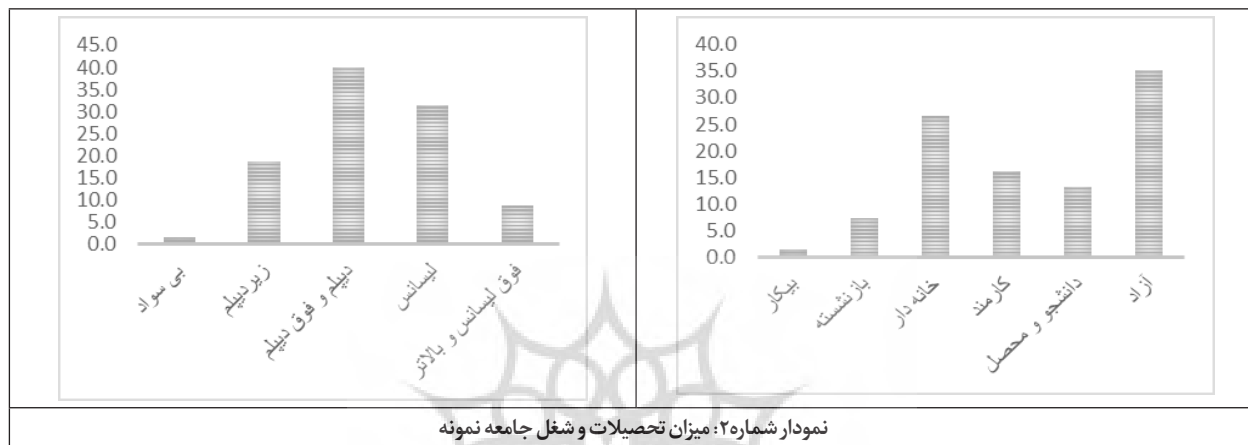 45.0
40.0
35.0
30.0
25.0
20.0
15.0
10.0
5.0
0.0
بی سواد
زیردیپلم
دیپلم و فوق دیپلم
لیسانس
فوق لیسانس و بالاتر
40.0
35.0
30.0
25.0
20.0
15.0
10.0
5.0
0.0
بیکار
بازنشسته
خانه دار
کارمند
دانشجو و محصل
آزاد
نمودار شماره۲: میزان تحصیلات و شغل جامعه نمونه